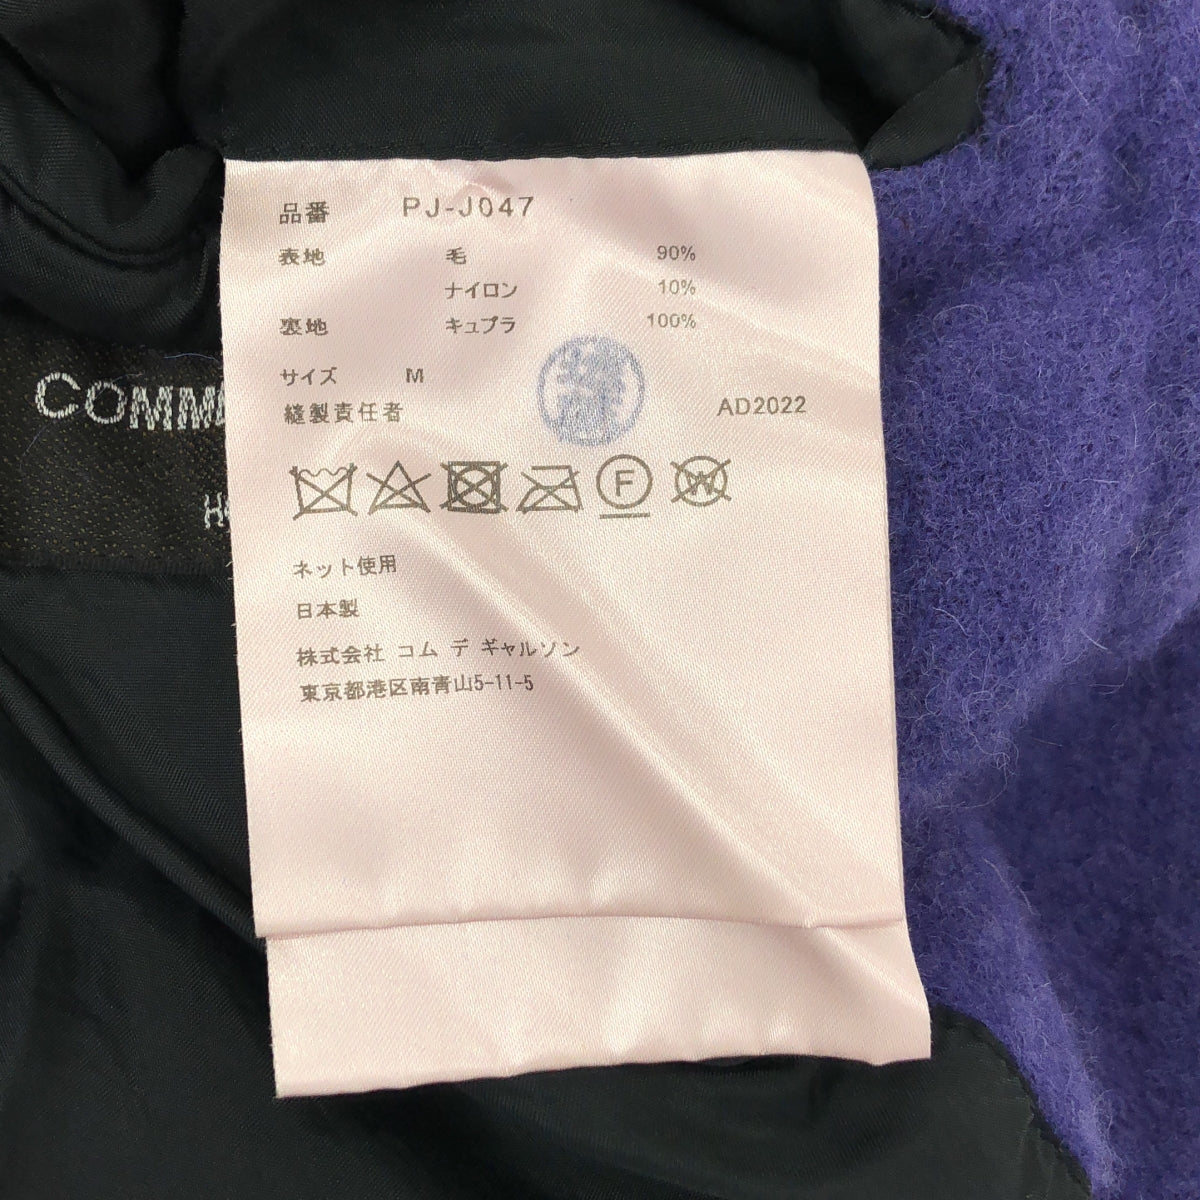 品番 PJ-J047
表地 毛 90%
ナイロン 10%
裏地 キュプラ 100%
サイズ M
縫製責任者 AD2022
F W
ネット使用
日本製
株式会社 コム デ ギャルソン
東京都港区南青山5-11-5
COMM
H